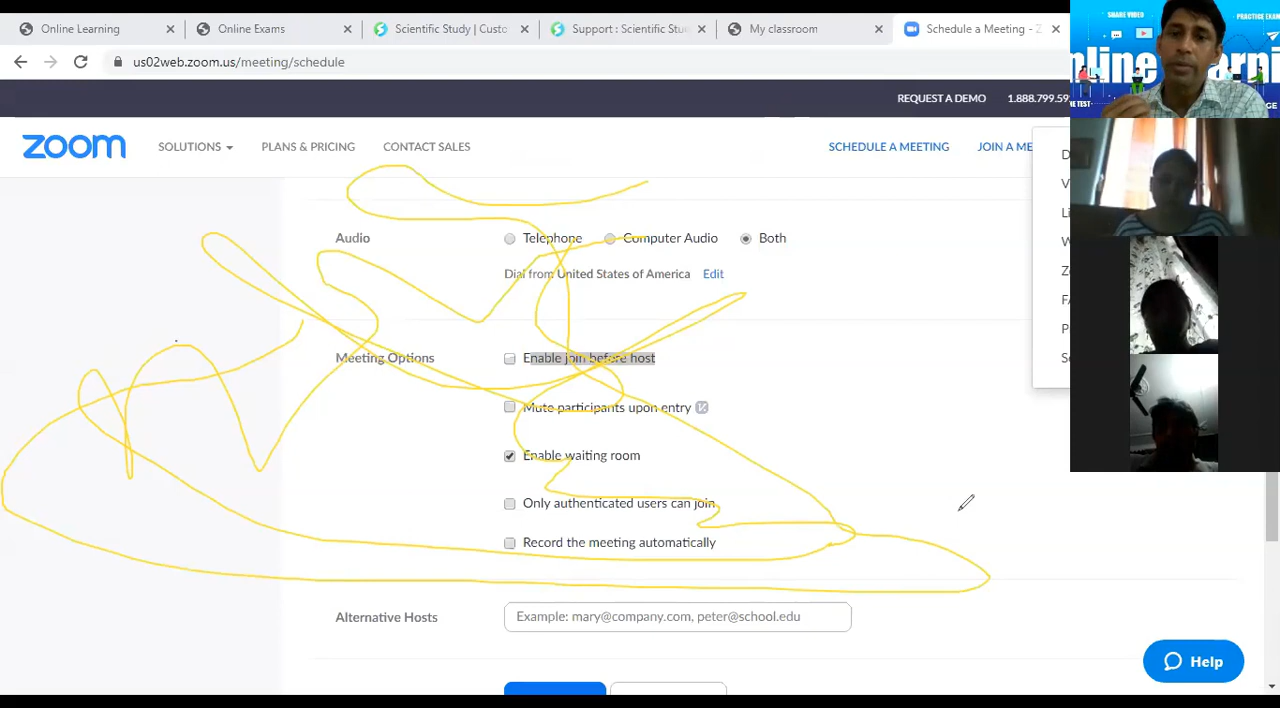 Online Learning
Online Exams
Scientific Study | Custo
Support : Scientific Stu
My classroom
Schedule a Meeting - Z
us02web.zoom.us/meeting/schedule
SHARE VIDEO
PRACTICE EXAM
REQUEST A DEMO
1.888.799.59
zoom
SOLUTIONS
PLANS & PRICING
CONTACT SALES
SCHEDULE A MEETING
JOIN A ME
Audio
Telephone
Computer Audio
Both
Dial from United States of America
Edit
Meeting Options
Enable join before host
Mute participants upon entry
Enable waiting room
Only authenticated users can join
Record the meeting automatically
Alternative Hosts
Example: mary@company.com, peter@school.edu
Help